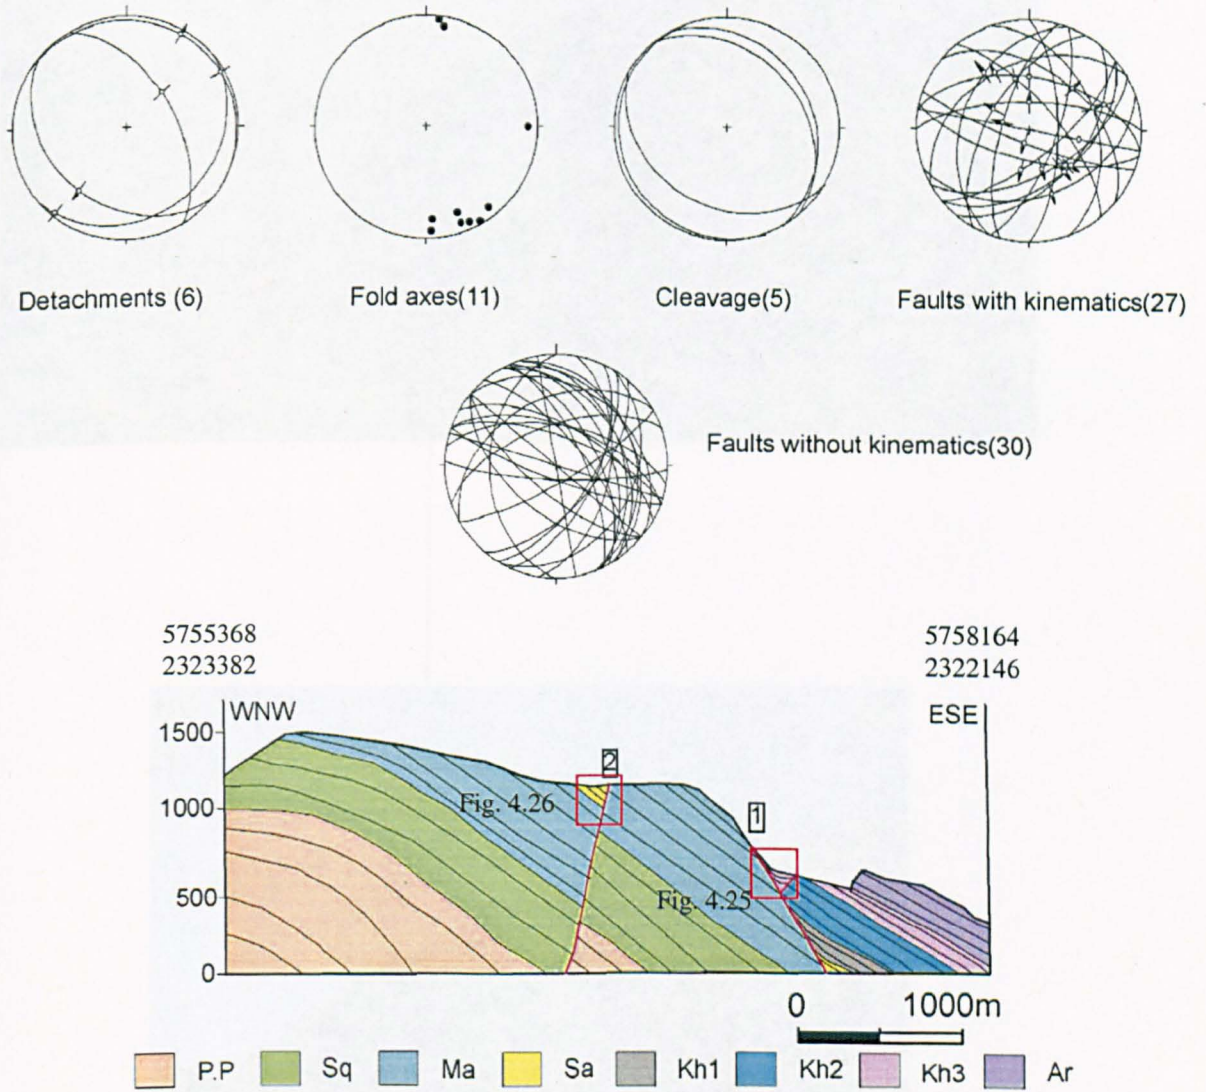 Detachments (6)
Fold axes(11)
Cleavage(5)
Faults with kinematics(27)
Faults without kinematics(30)
5755368
2323382
5758164
2322146
WNW
ESE
1500
1000
500
0
2
Fig. 4.26
1
Fig. 4.25
0 1000m
P.P Sq Ma Sa Kh1 Kh2 Kh3 Ar